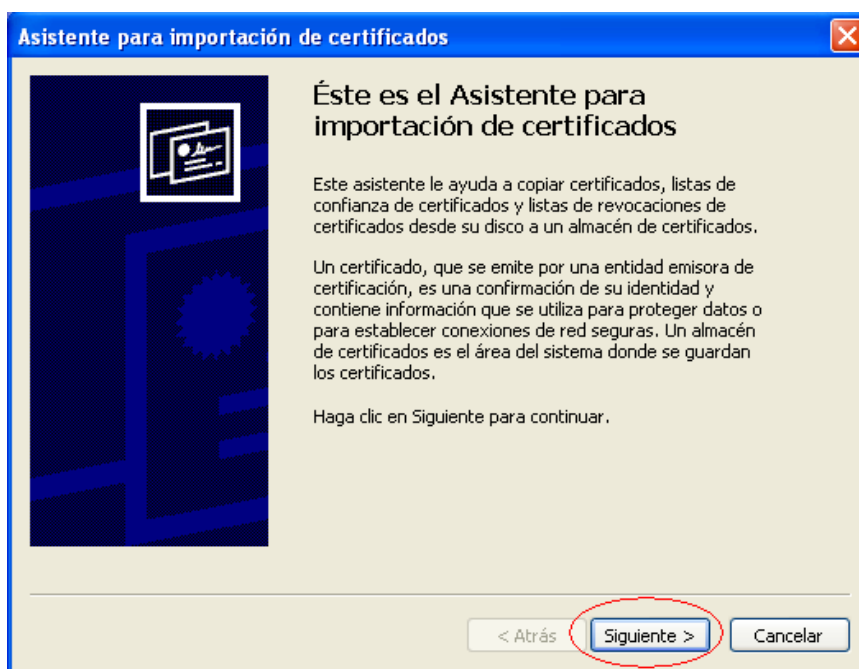 Asistente para importación de certificados
Éste es el Asistente para
importación de certificados
Este asistente le ayuda a copiar certificados, listas de
confianza de certificados y listas de revocaciones de
certificados desde su disco a un almacén de certificados.
Un certificado, que se emite por una entidad emisora de
certificación, es una confirmación de su identidad y
contiene información que se utiliza para proteger datos o
para establecer conexiones de red seguras. Un almacén
de certificados es el área del sistema donde se guardan
los certificados.
Haga clic en Siguiente para continuar.
< Atrás Siguiente > Cancelar